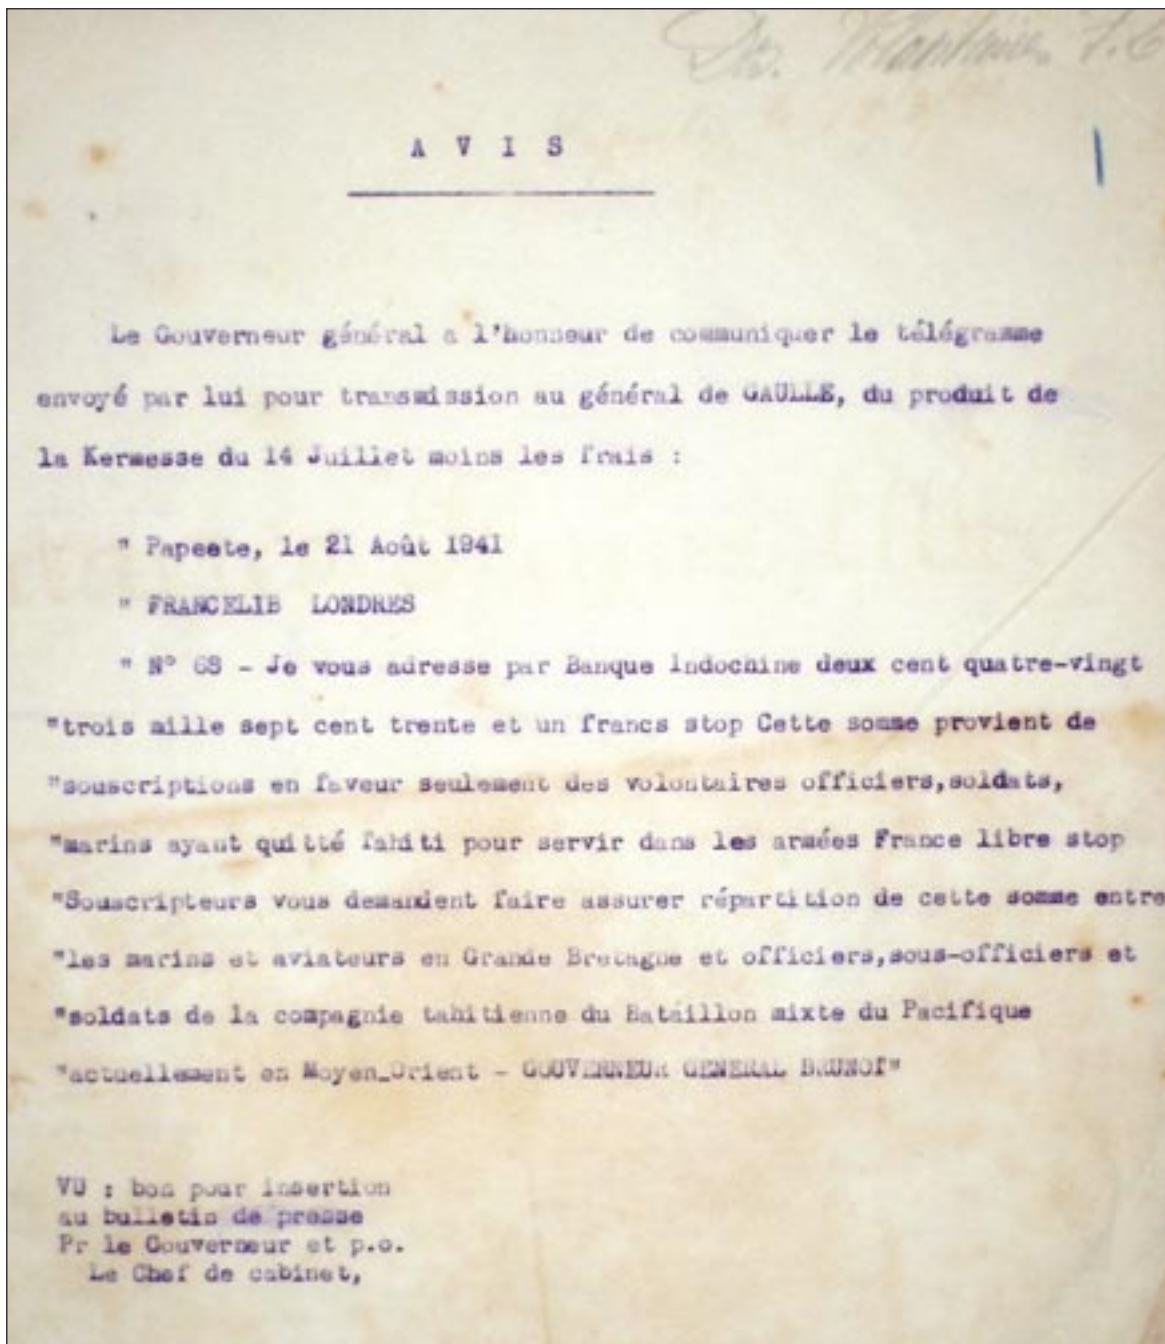 A V I S
Le Gouverneur général a l'honneur de communiquer le télégramme
envoyé par lui pour transmission au général de GAULLE, du produit de
la Kermesse du 14 Juillet moins les frais :
" Papeete, le 21 Août 1941
" FRANCELIB LONDRES
" N° 68 - Je vous adresse par Banque Indochine deux cent quatre-vingt
"trois mille sept cent trente et un francs stop Cette somme provient de
"souscriptions en faveur seulement des volontaires officiers,soldats,
"marins ayant quitté Tahiti pour servir dans les armées France libre stop
"Souscripteurs vous demandent faire assurer répartition de cette somme entre
"les marins et aviateurs en Grande Bretagne et officiers,sous-officiers et
"soldats de la compagnie tahitienne du Bataillon mixte du Pacifique
"actuellement en Moyen_Orient - GOUVERNEUR GENERAL BRUNOT"
VU : bon pour insertion
au bulletin de presse
Pr le Gouverneur et p.o.
Le Chef de cabinet,